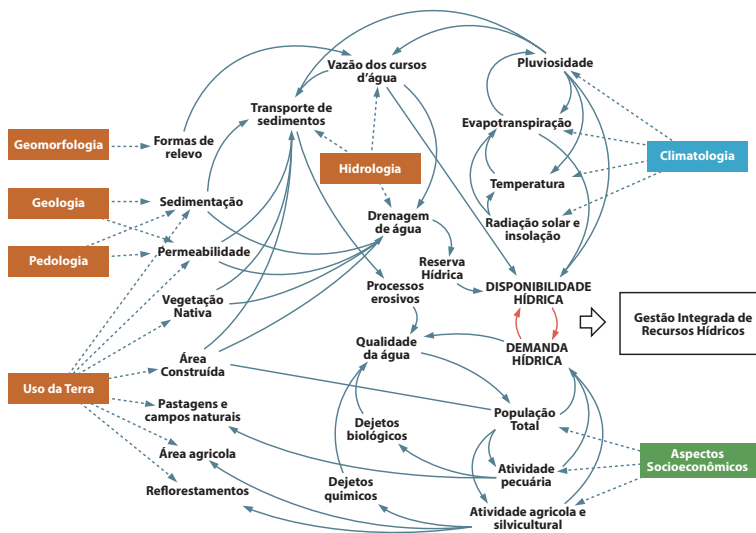 Vazão dos cursos
d'água
Pluviosidade
Transporte de
sedimentos
Evapotranspiração
Geomorfologia
Formas de
relevo
Hidrologia
Climatologia
Temperatura
Geologia
Sedimentação
Radiação solar e
insolação
Drenagem
de água
Pedologia
Permeabilidade
Reserva
Hídrica
Processos
erosivos
DISPONIBILIDADE
HÍDRICA
Vegetação
Nativa
Gestão Integrada de
Recursos Hídricos
Qualidade
da água
DEMANDA
HÍDRICA
Área
Construída
Uso da Terra
Pastagens e
campos naturais
População
Total
Dejetos
biológicos
Área agricola
Aspectos
Socioeconômicos
Atividade
pecuária
Reflorestamentos
Dejetos
quimicos
Atividade agricola e
silvicultural